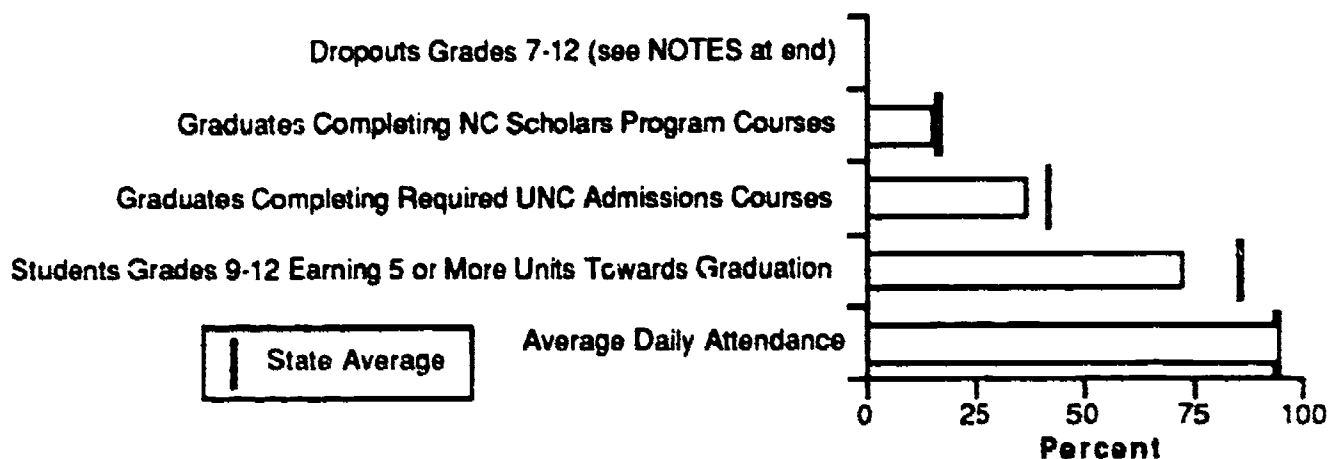 Dropouts Grades 7-12 (see NOTES at end)
Graduates Completing NC Scholars Program Courses
Graduates Completing Required UNC Admissions Courses
Students Grades 9-12 Earning 5 or More Units Towards Graduation
Average Daily Attendance
State Average
0 25 50 75 100
Percent